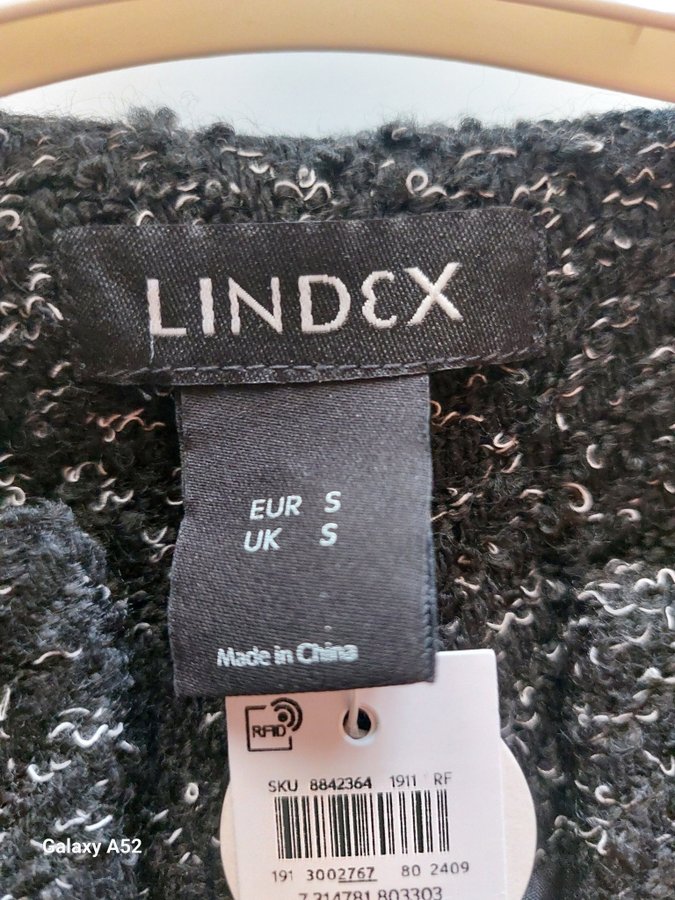 LINDEX
EUR S
UK S
Made in China
RFID
SKU 8842364 1911 RF
191 3002767 80 2409
7 314781 803303
Galaxy A52